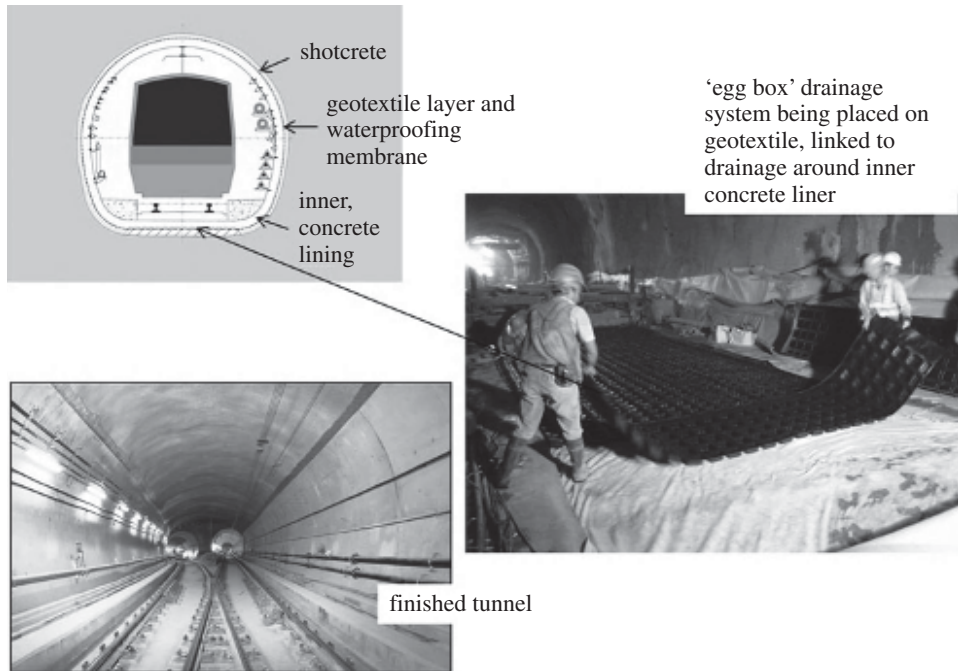 shotcrete
geotextile layer and
waterproofing
membrane
inner,
concrete
lining
‘egg box’ drainage
system being placed on
geotextile, linked to
drainage around inner
concrete liner
finished tunnel